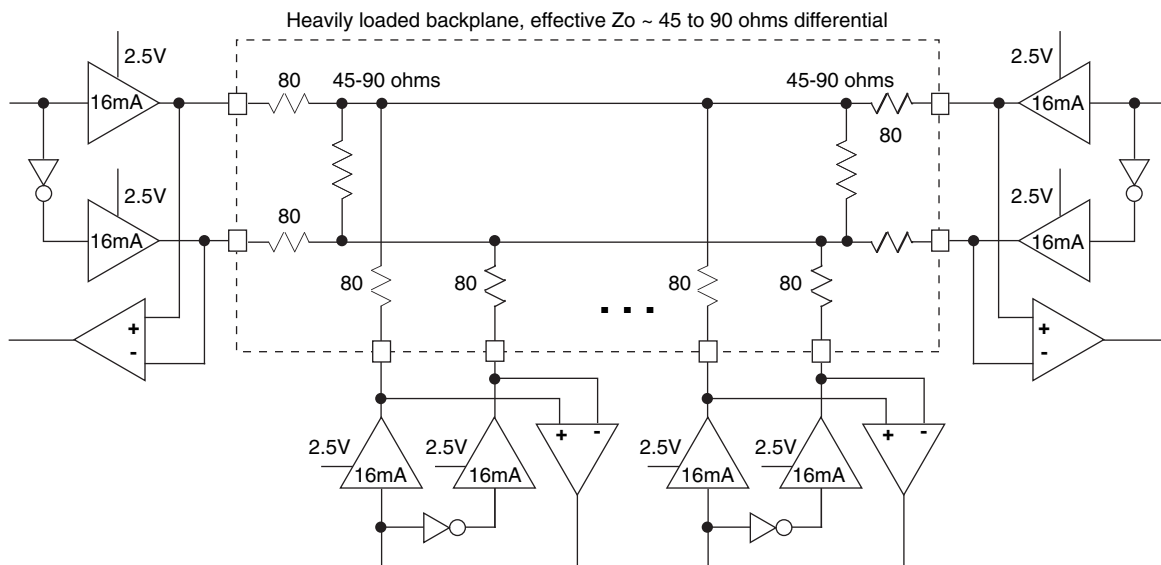 Heavily loaded backplane, effective Zo ~ 45 to 90 ohms differential
2.5V
2.5V
80
45-90 ohms
45-90 ohms
16mA
16mA
80
2.5V
2.5V
80
16mA
16mA
80
80
80
80
+
-
. . .
+
-
+
-
+
-
2.5V
2.5V
2.5V
2.5V
16mA
16mA
16mA
16mA